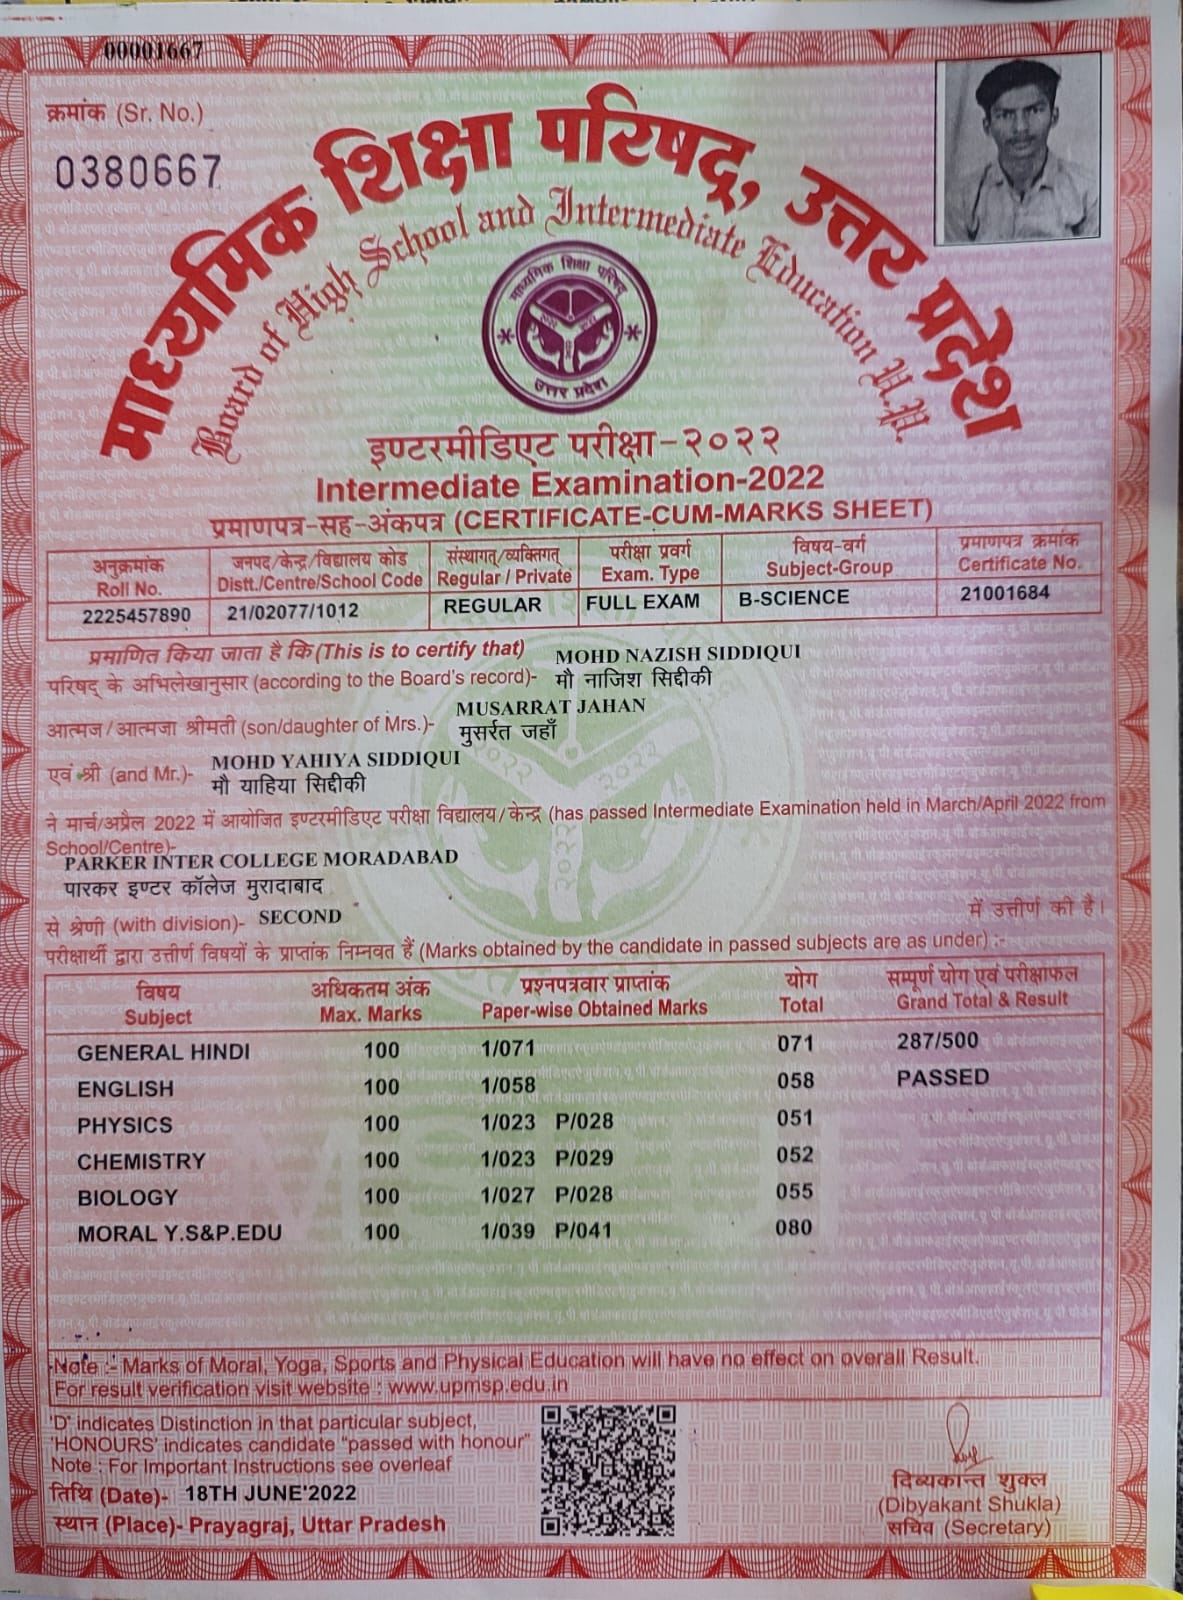 00001667
क्रमांक (Sr. No.)
0380667
माध्यमिक शिक्षा परिषद्, उत्तर प्रदेश
Board of High School and Intermediate Education U.P.
माध्यमिक शिक्षा परिषद्
उत्तर प्रदेश
इण्टरमीडिएट परीक्षा-२०२२
Intermediate Examination-2022
प्रमाणपत्र-सह-अंकपत्र (CERTIFICATE-CUM-MARKS SHEET)
अनुक्रमांक जनपद/केन्द्र/विद्यालय कोड संस्थागत/व्यक्तिगत परीक्षा प्रवर्ग विषय-वर्ग प्रमाणपत्र क्रमांक
Roll No. Distt./Centre/School Code Regular / Private Exam. Type Subject-Group Certificate No.
2225457890 21/02077/1012 REGULAR FULL EXAM B-SCIENCE 21001684
प्रमाणित किया जाता है कि (This is to certify that) MOHD NAZISH SIDDIQUI
परिषद् के अभिलेखानुसार (according to the Board's record)- मौ नाजिश सिद्दीकी
MUSARRAT JAHAN
आत्मज/आत्मजा श्रीमती (son/daughter of Mrs.)- मुसर्रत जहाँ
MOHD YAHIYA SIDDIQUI
एवं श्री (and Mr.)- मौ याहिया सिद्दीकी
ने मार्च/अप्रैल 2022 में आयोजित इण्टरमीडिएट परीक्षा विद्यालय/केन्द्र (has passed Intermediate Examination held in March/April 2022 from
School/Centre)-
PARKER INTER COLLEGE MORADABAD
पारकर इण्टर कॉलेज मुरादाबाद
से श्रेणी (with division)- SECOND में उत्तीर्ण की है।
परीक्षार्थी द्वारा उत्तीर्ण विषयों के प्राप्तांक निम्नवत हैं (Marks obtained by the candidate in passed subjects are as under) :-
विषय अधिकतम अंक प्रश्नपत्रवार प्राप्तांक योग सम्पूर्ण योग एवं परीक्षाफल
Subject Max. Marks Paper-wise Obtained Marks Total Grand Total & Result
GENERAL HINDI 100 1/071 071 287/500
ENGLISH 100 1/058 058 PASSED
PHYSICS 100 1/023 P/028 051
CHEMISTRY 100 1/023 P/029 052
BIOLOGY 100 1/027 P/028 055
MORAL Y.S&P.EDU 100 1/039 P/041 080
Note :- Marks of Moral, Yoga, Sports and Physical Education will have no effect on overall Result.
For result verification visit website : www.upmsp.edu.in
'D' indicates Distinction in that particular subject,
'HONOURS' indicates candidate "passed with honour"
Note : For Important Instructions see overleaf
तिथि (Date)- 18TH JUNE'2022
स्थान (Place)- Prayagraj, Uttar Pradesh
दिव्यकान्त शुक्ल
(Dibyakant Shukla)
सचिव (Secretary)